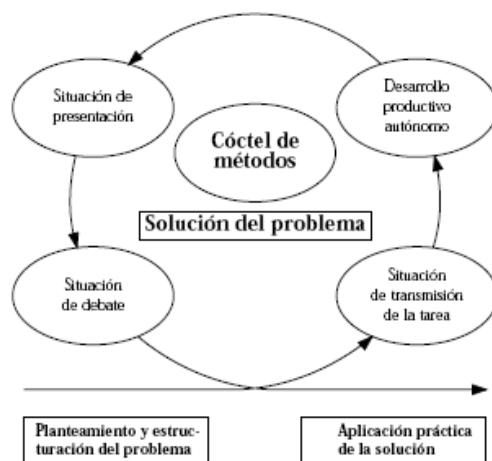 Situación de
presentación
Desarrollo
productivo
autónomo
Cóctel de
métodos
Solución del problema
Situación
de debate
Situación
de transmisión
de la tarea
Planteamiento y estruc-
turación del problema
Aplicación práctica
de la solución